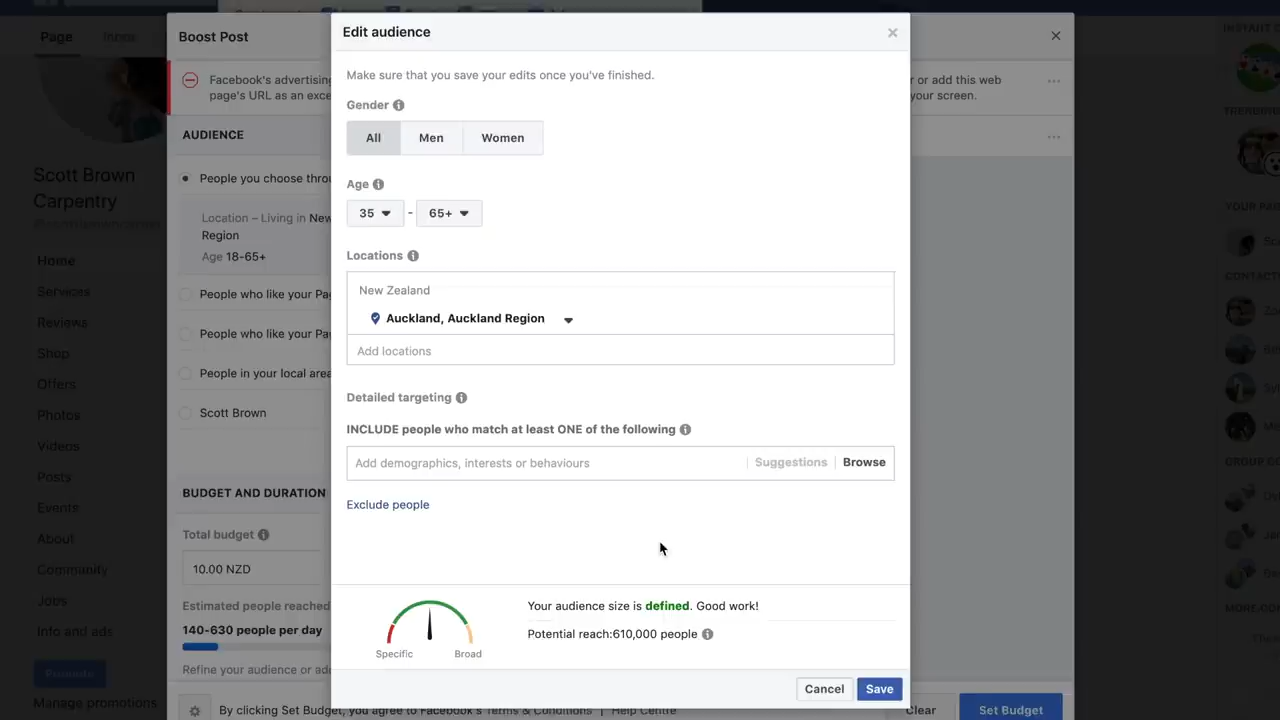 Page
Inbox
Scott Brown
Carpentry
Home
Services
Reviews
Shop
Offers
Photos
Videos
Posts
Events
About
Community
Jobs
Info and ads
Promote
Manage promotions
Boost Post
Facebook's advertising
page's URL as an exce
r or add this web
your screen.
AUDIENCE
People you choose throu
Location – Living in New
Region
Age 18-65+
People who like your Pag
People who like your Pag
People in your local area
Scott Brown
BUDGET AND DURATION
Total budget
10.00 NZD
Estimated people reached
140-630 people per day
Refine your audience or add
By clicking Set Budget, you agree to Facebook's Terms & Conditions | Help Centre
Clear
Set Budget
Edit audience
Make sure that you save your edits once you've finished.
Gender
All Men Women
Age
35 - 65+
Locations
New Zealand
Auckland, Auckland Region
Add locations
Detailed targeting
INCLUDE people who match at least ONE of the following
Add demographics, interests or behaviours Suggestions Browse
Exclude people
Specific Broad
Your audience size is defined. Good work!
Potential reach:610,000 people
Cancel Save
INSTANT
YOUR PA
CONTACT